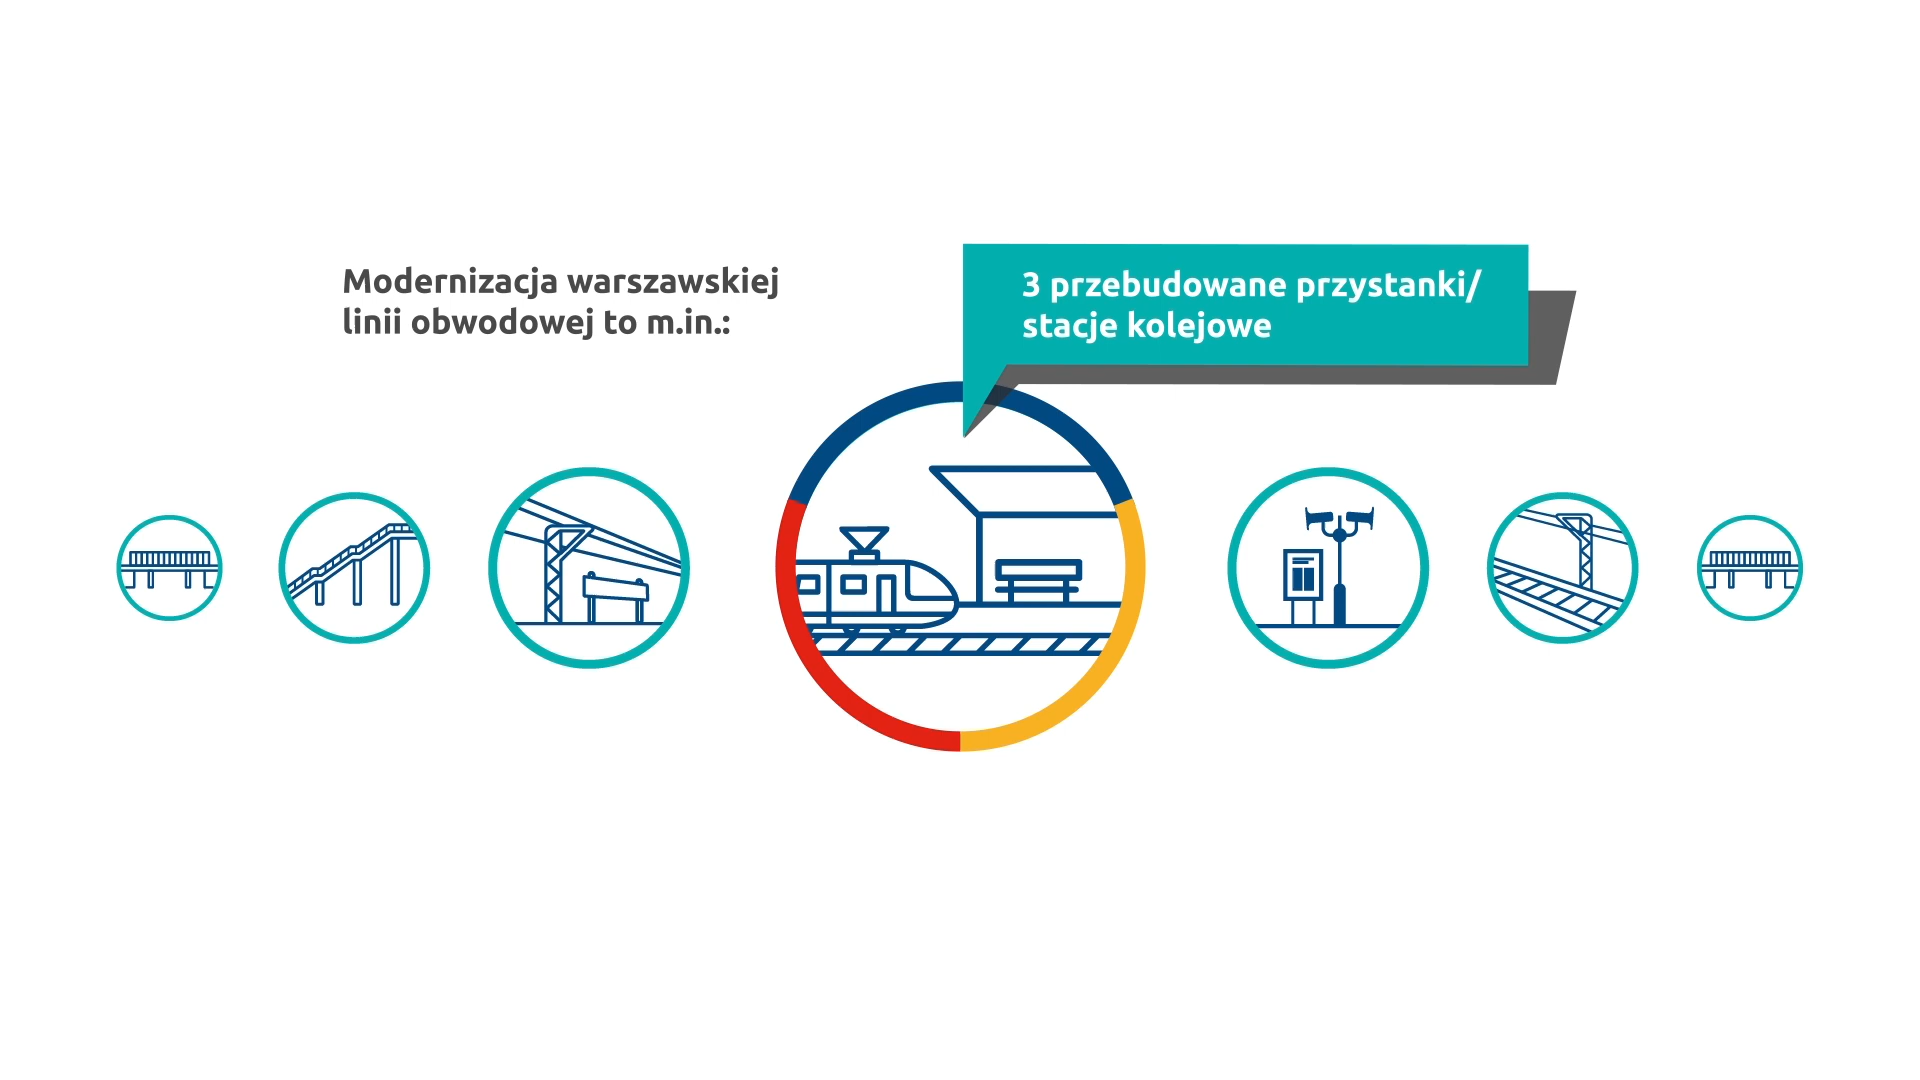 Modernizacja warszawskiej
linii obwodowej to m.in.:
3 przebudowane przystanki/
stacje kolejowe